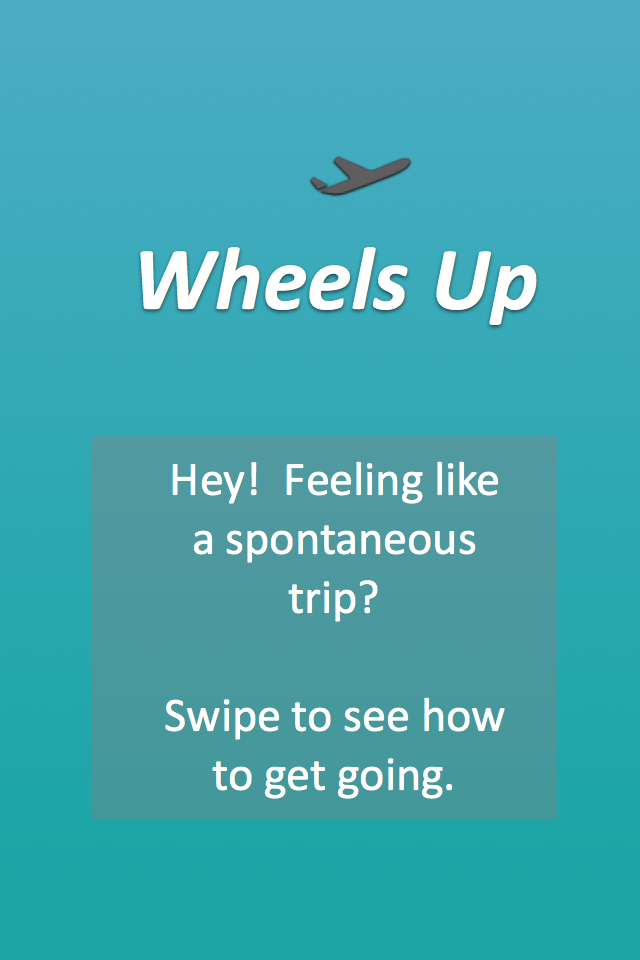 Wheels Up
Hey!  Feeling like
a spontaneous
trip?
Swipe to see how
to get going.